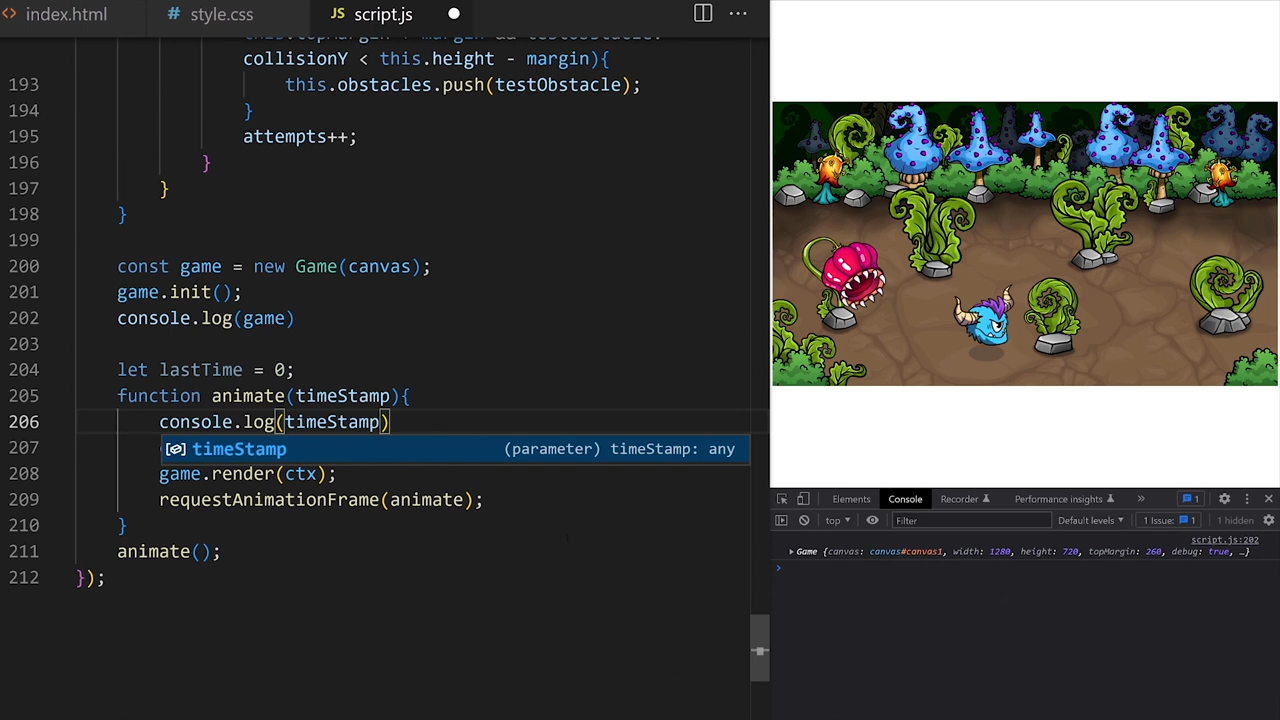 index.html
# style.css
JS script.js
collisionY < this.height - margin){
193 this.obstacles.push(testObstacle);
194 }
195 attempts++;
196 }
197 }
198 }
199
200 const game = new Game(canvas);
201 game.init();
202 console.log(game)
203
204 let lastTime = 0;
205 function animate(timeStamp){
206 console.log(timeStamp)
207 timeStamp (parameter) timeStamp: any
208 game.render(ctx);
209 requestAnimationFrame(animate);
210 }
211 animate();
212 });
Elements Console Recorder Performance insights » 1
top Filter Default levels 1 Issue: 1 1 hidden
script.js:202
Game {canvas: canvas#canvas1, width: 1280, height: 720, topMargin: 260, debug: true, …}